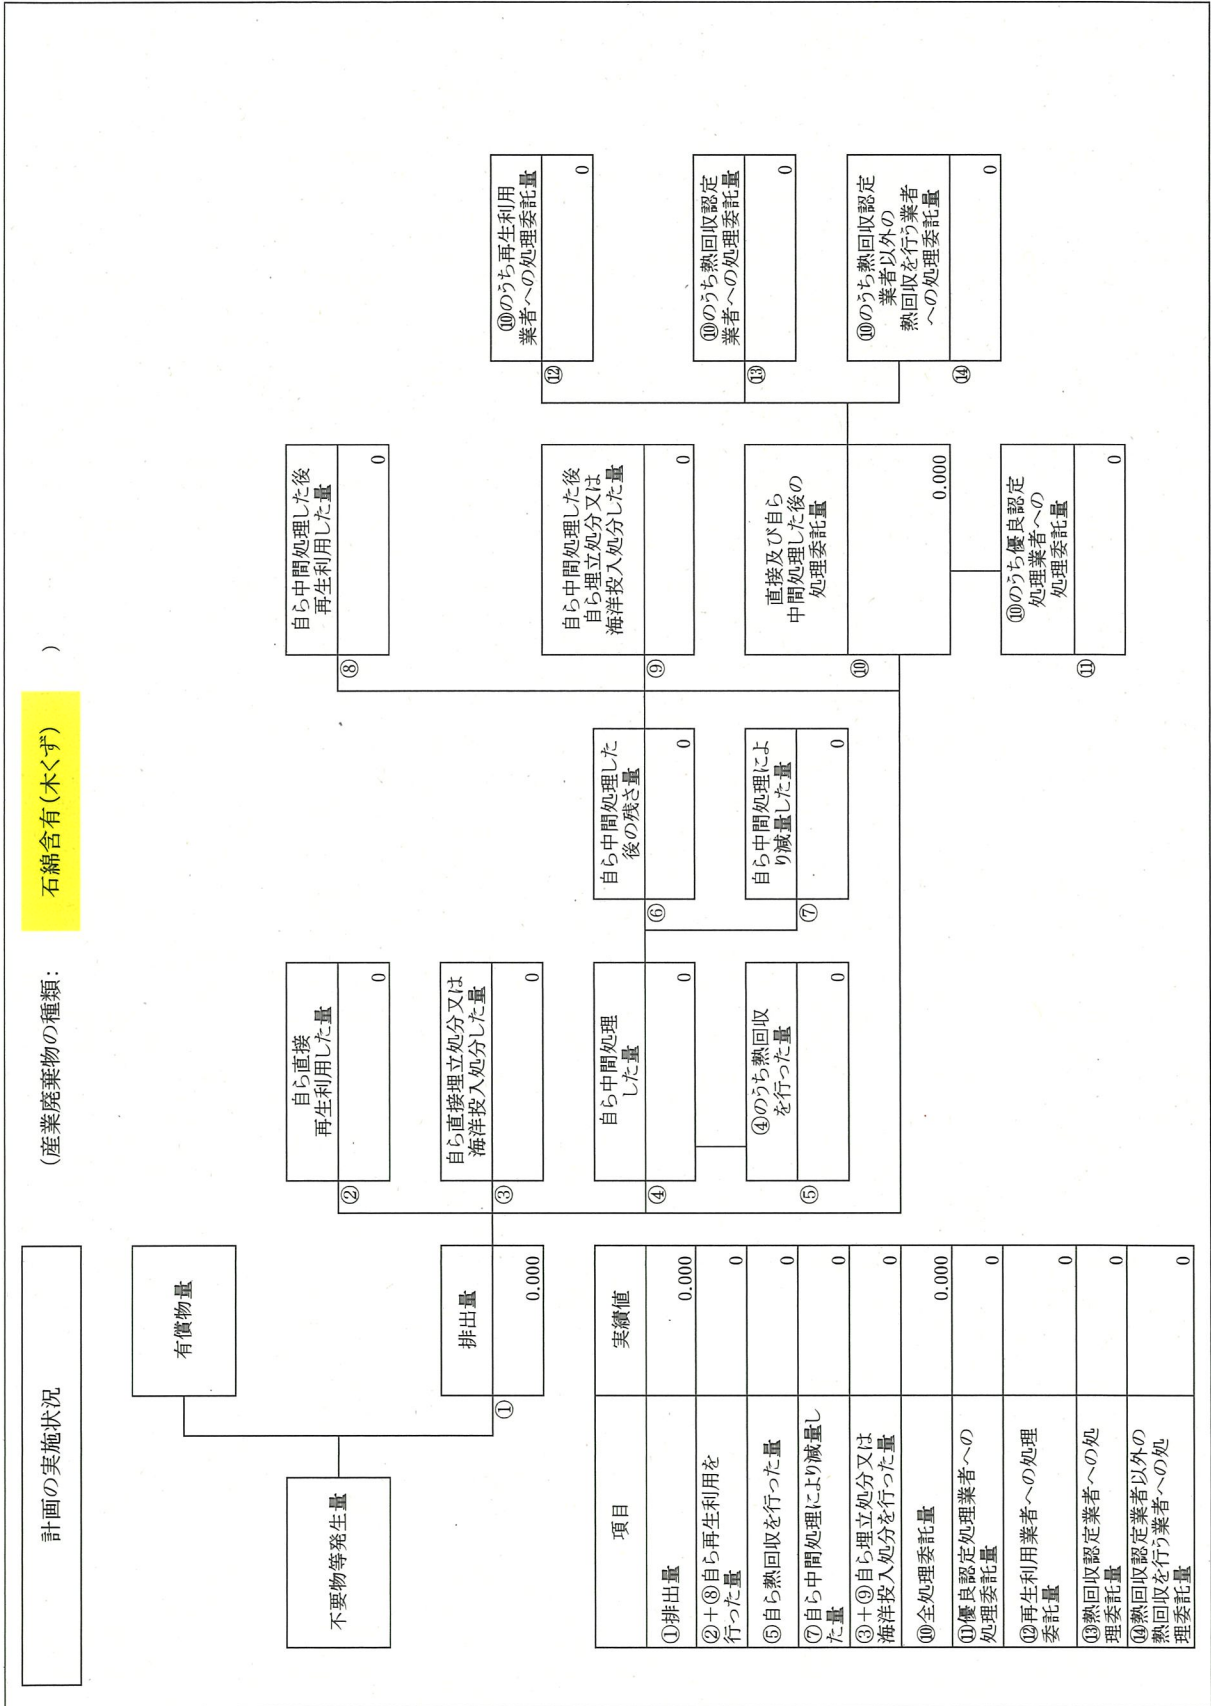 計画の実施状況
(産業廃棄物の種類: 石綿含有(木くず) )
有償物量
不要物等発生量
①
排出量
0.000
②
自ら直接
再生利用した量
0
③
自ら直接埋立処分又は
海洋投入処分した量
0
④
自ら中間処理
した量
0
⑤
④のうち熱回収
を行った量
0
⑥
自ら中間処理した
後の残さ量
0
⑦
自ら中間処理によ
り減量した量
0
⑧
自ら中間処理した後
再生利用した量
0
⑨
自ら中間処理した後
自ら埋立処分又は
海洋投入処分した量
0
⑩
直接及び自ら
中間処理した後の
処理委託量
0.000
⑪
⑩のうち優良認定
処理業者への
処理委託量
0
⑫
⑩のうち再生利用
業者への処理委託量
0
⑬
⑩のうち熱回収認定
業者への処理委託量
0
⑭
⑩のうち熱回収認定
業者以外の
熱回収を行う業者
への処理委託量
0
項目 実績値
①排出量 0.000
②+⑧自ら再生利用を
行った量 0
⑤自ら熱回収を行った量 0
⑦自ら中間処理により減量し
た量 0
③+⑨自ら埋立処分又は
海洋投入処分を行った量 0
⑩全処理委託量 0.000
⑪優良認定処理業者への
処理委託量 0
⑫再生利用業者への処理
委託量 0
⑬熱回収認定業者への処
理委託量 0
⑭熱回収認定業者以外の
熱回収を行う業者への処
理委託量 0